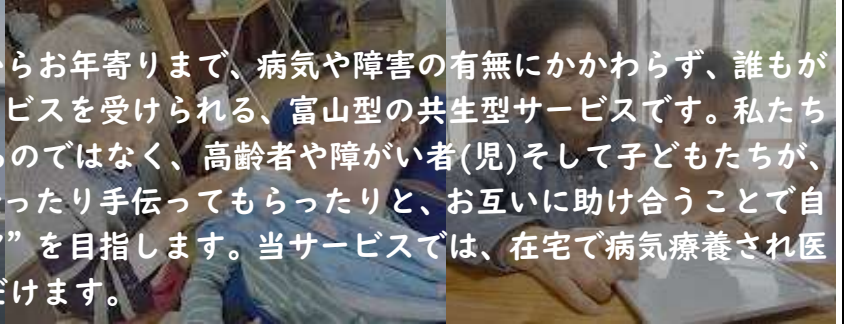 らお年寄りまで、病気や障害の有無にかかわらず、誰もが
ビスを受けられる、富山型の共生型サービスです。私たち
のではなく、高齢者や障がい者(児)そして子どもたちが、
ったり手伝ってもらったりと、お互いに助け合うことで自
”を目指します。当サービスでは、在宅で病気療養され医
だけます。